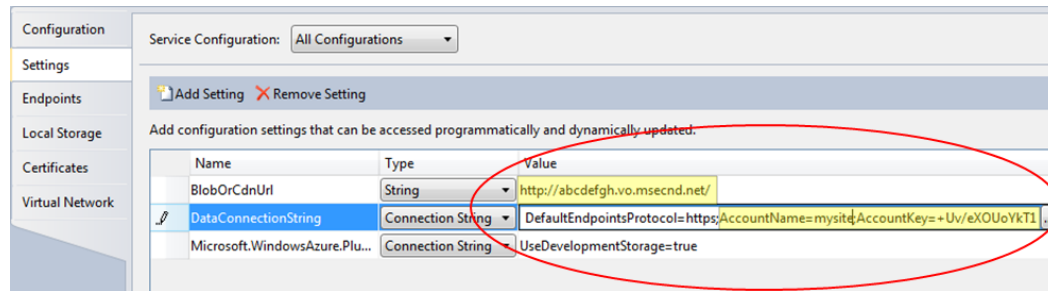 Configuration
Settings
Endpoints
Local Storage
Certificates
Virtual Network
Service Configuration: All Configurations
Add Setting Remove Setting
Add configuration settings that can be accessed programmatically and dynamically updated.
Name Type Value
BlobOrCdnUrl String http://abcdefgh.vo.msecnd.net/
DataConnectionString Connection String DefaultEndpointsProtocol=https;AccountName=mysite;AccountKey=+Uv/eXOUoYkT1 ...
Microsoft.WindowsAzure.Plu... Connection String UseDevelopmentStorage=true